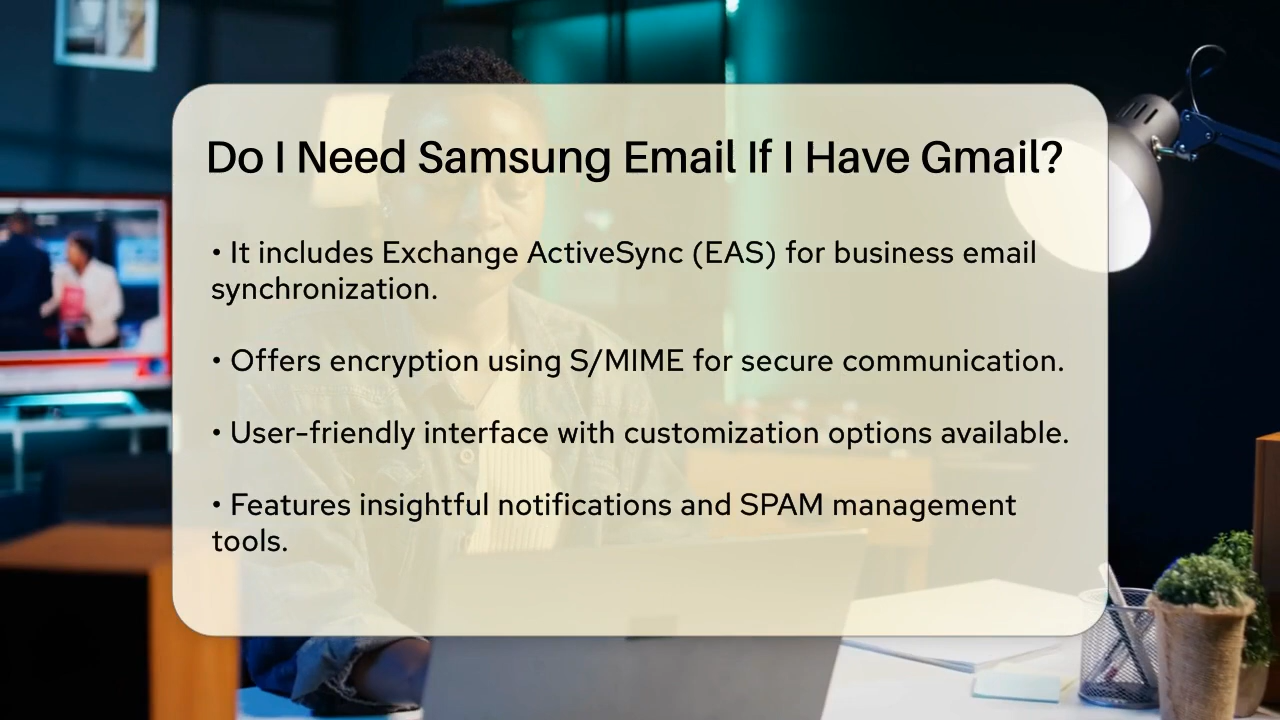 Do I Need Samsung Email If I Have Gmail?
• It includes Exchange ActiveSync (EAS) for business email
synchronization.
• Offers encryption using S/MIME for secure communication.
• User-friendly interface with customization options available.
• Features insightful notifications and SPAM management
tools.